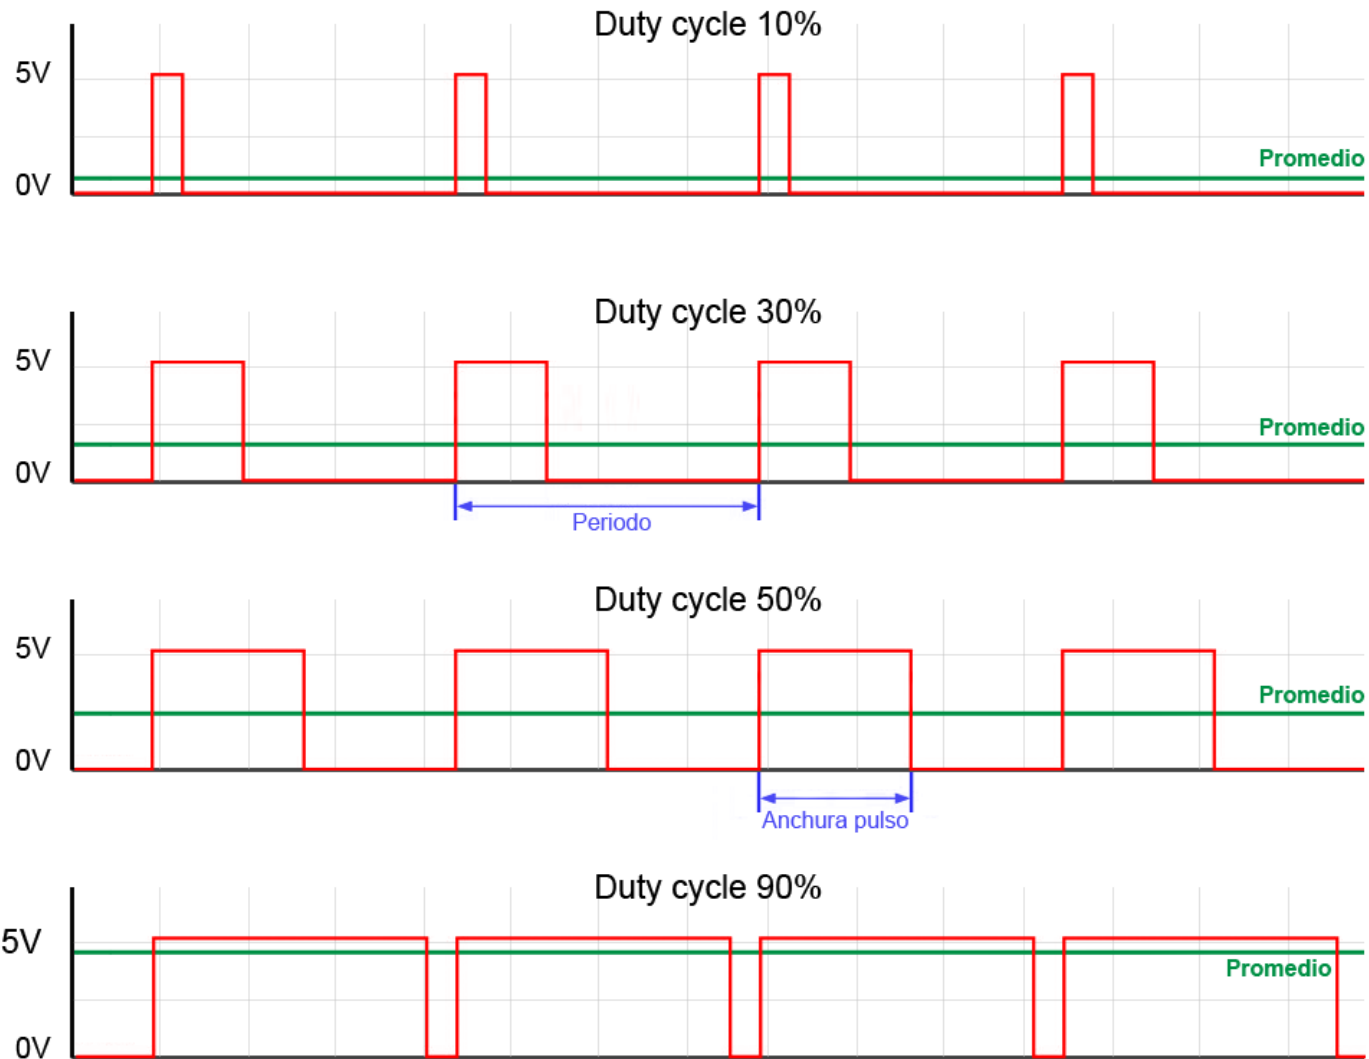 Duty cycle 10%
5V
Promedio
0V
Duty cycle 30%
5V
Promedio
0V
Periodo
Duty cycle 50%
5V
Promedio
0V
Anchura pulso
Duty cycle 90%
5V
Promedio
0V